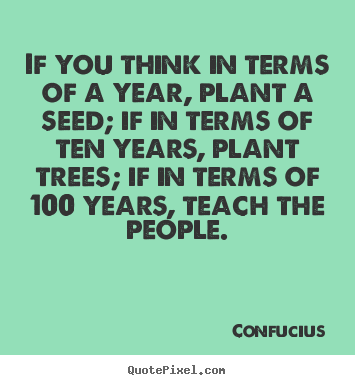 If you think in terms
of a year, plant a
seed; if in terms of
ten years, plant
trees; if in terms of
100 years, teach the
people.
Confucius
QuotePixel.com